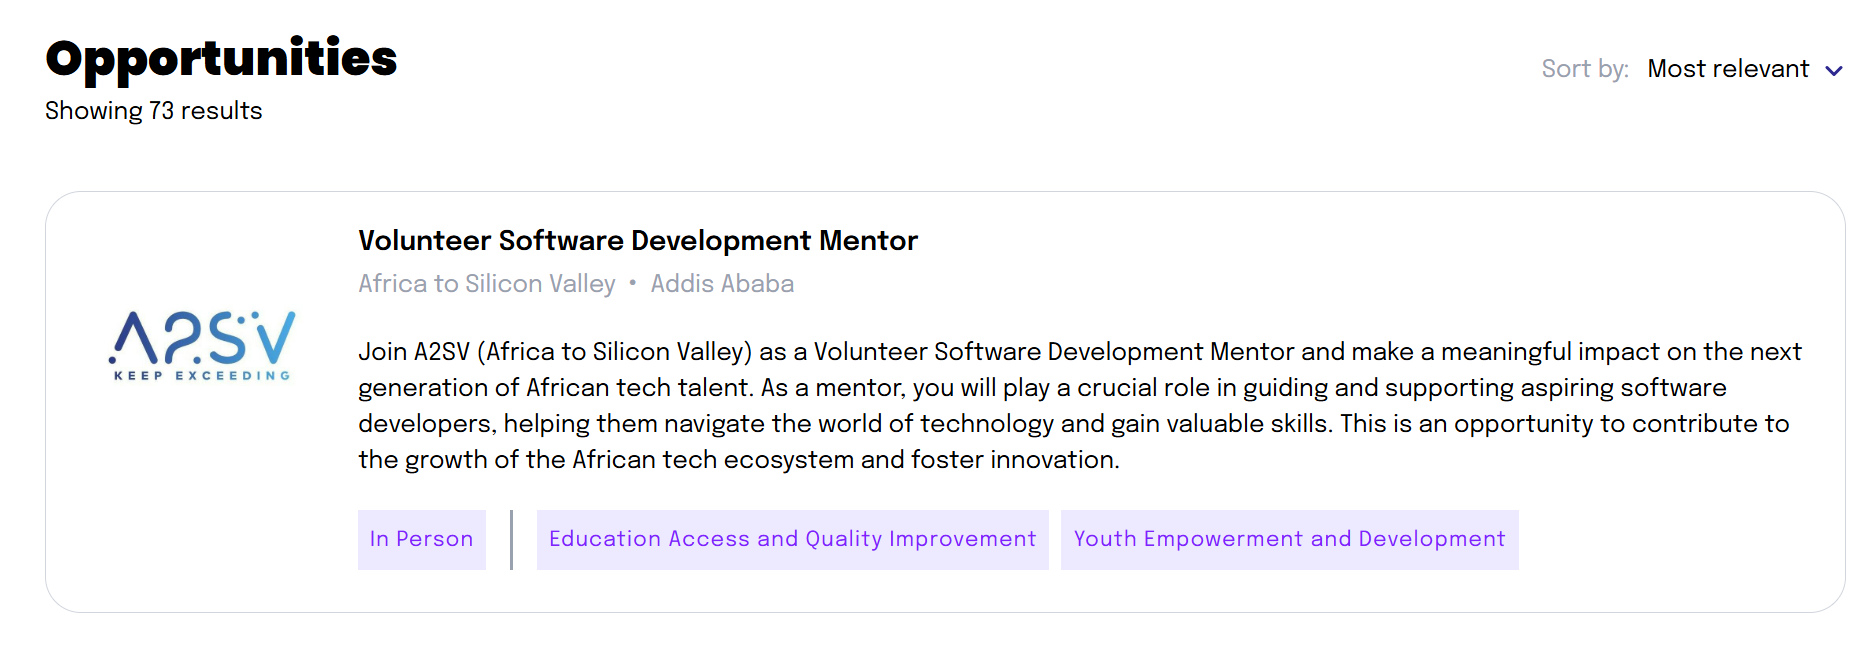 Opportunities
Showing 73 results
Sort by: Most relevant
Volunteer Software Development Mentor
Africa to Silicon Valley • Addis Ababa
A2SV
KEEP EXCEEDING
Join A2SV (Africa to Silicon Valley) as a Volunteer Software Development Mentor and make a meaningful impact on the next
generation of African tech talent. As a mentor, you will play a crucial role in guiding and supporting aspiring software
developers, helping them navigate the world of technology and gain valuable skills. This is an opportunity to contribute to
the growth of the African tech ecosystem and foster innovation.
In Person
Education Access and Quality Improvement
Youth Empowerment and Development